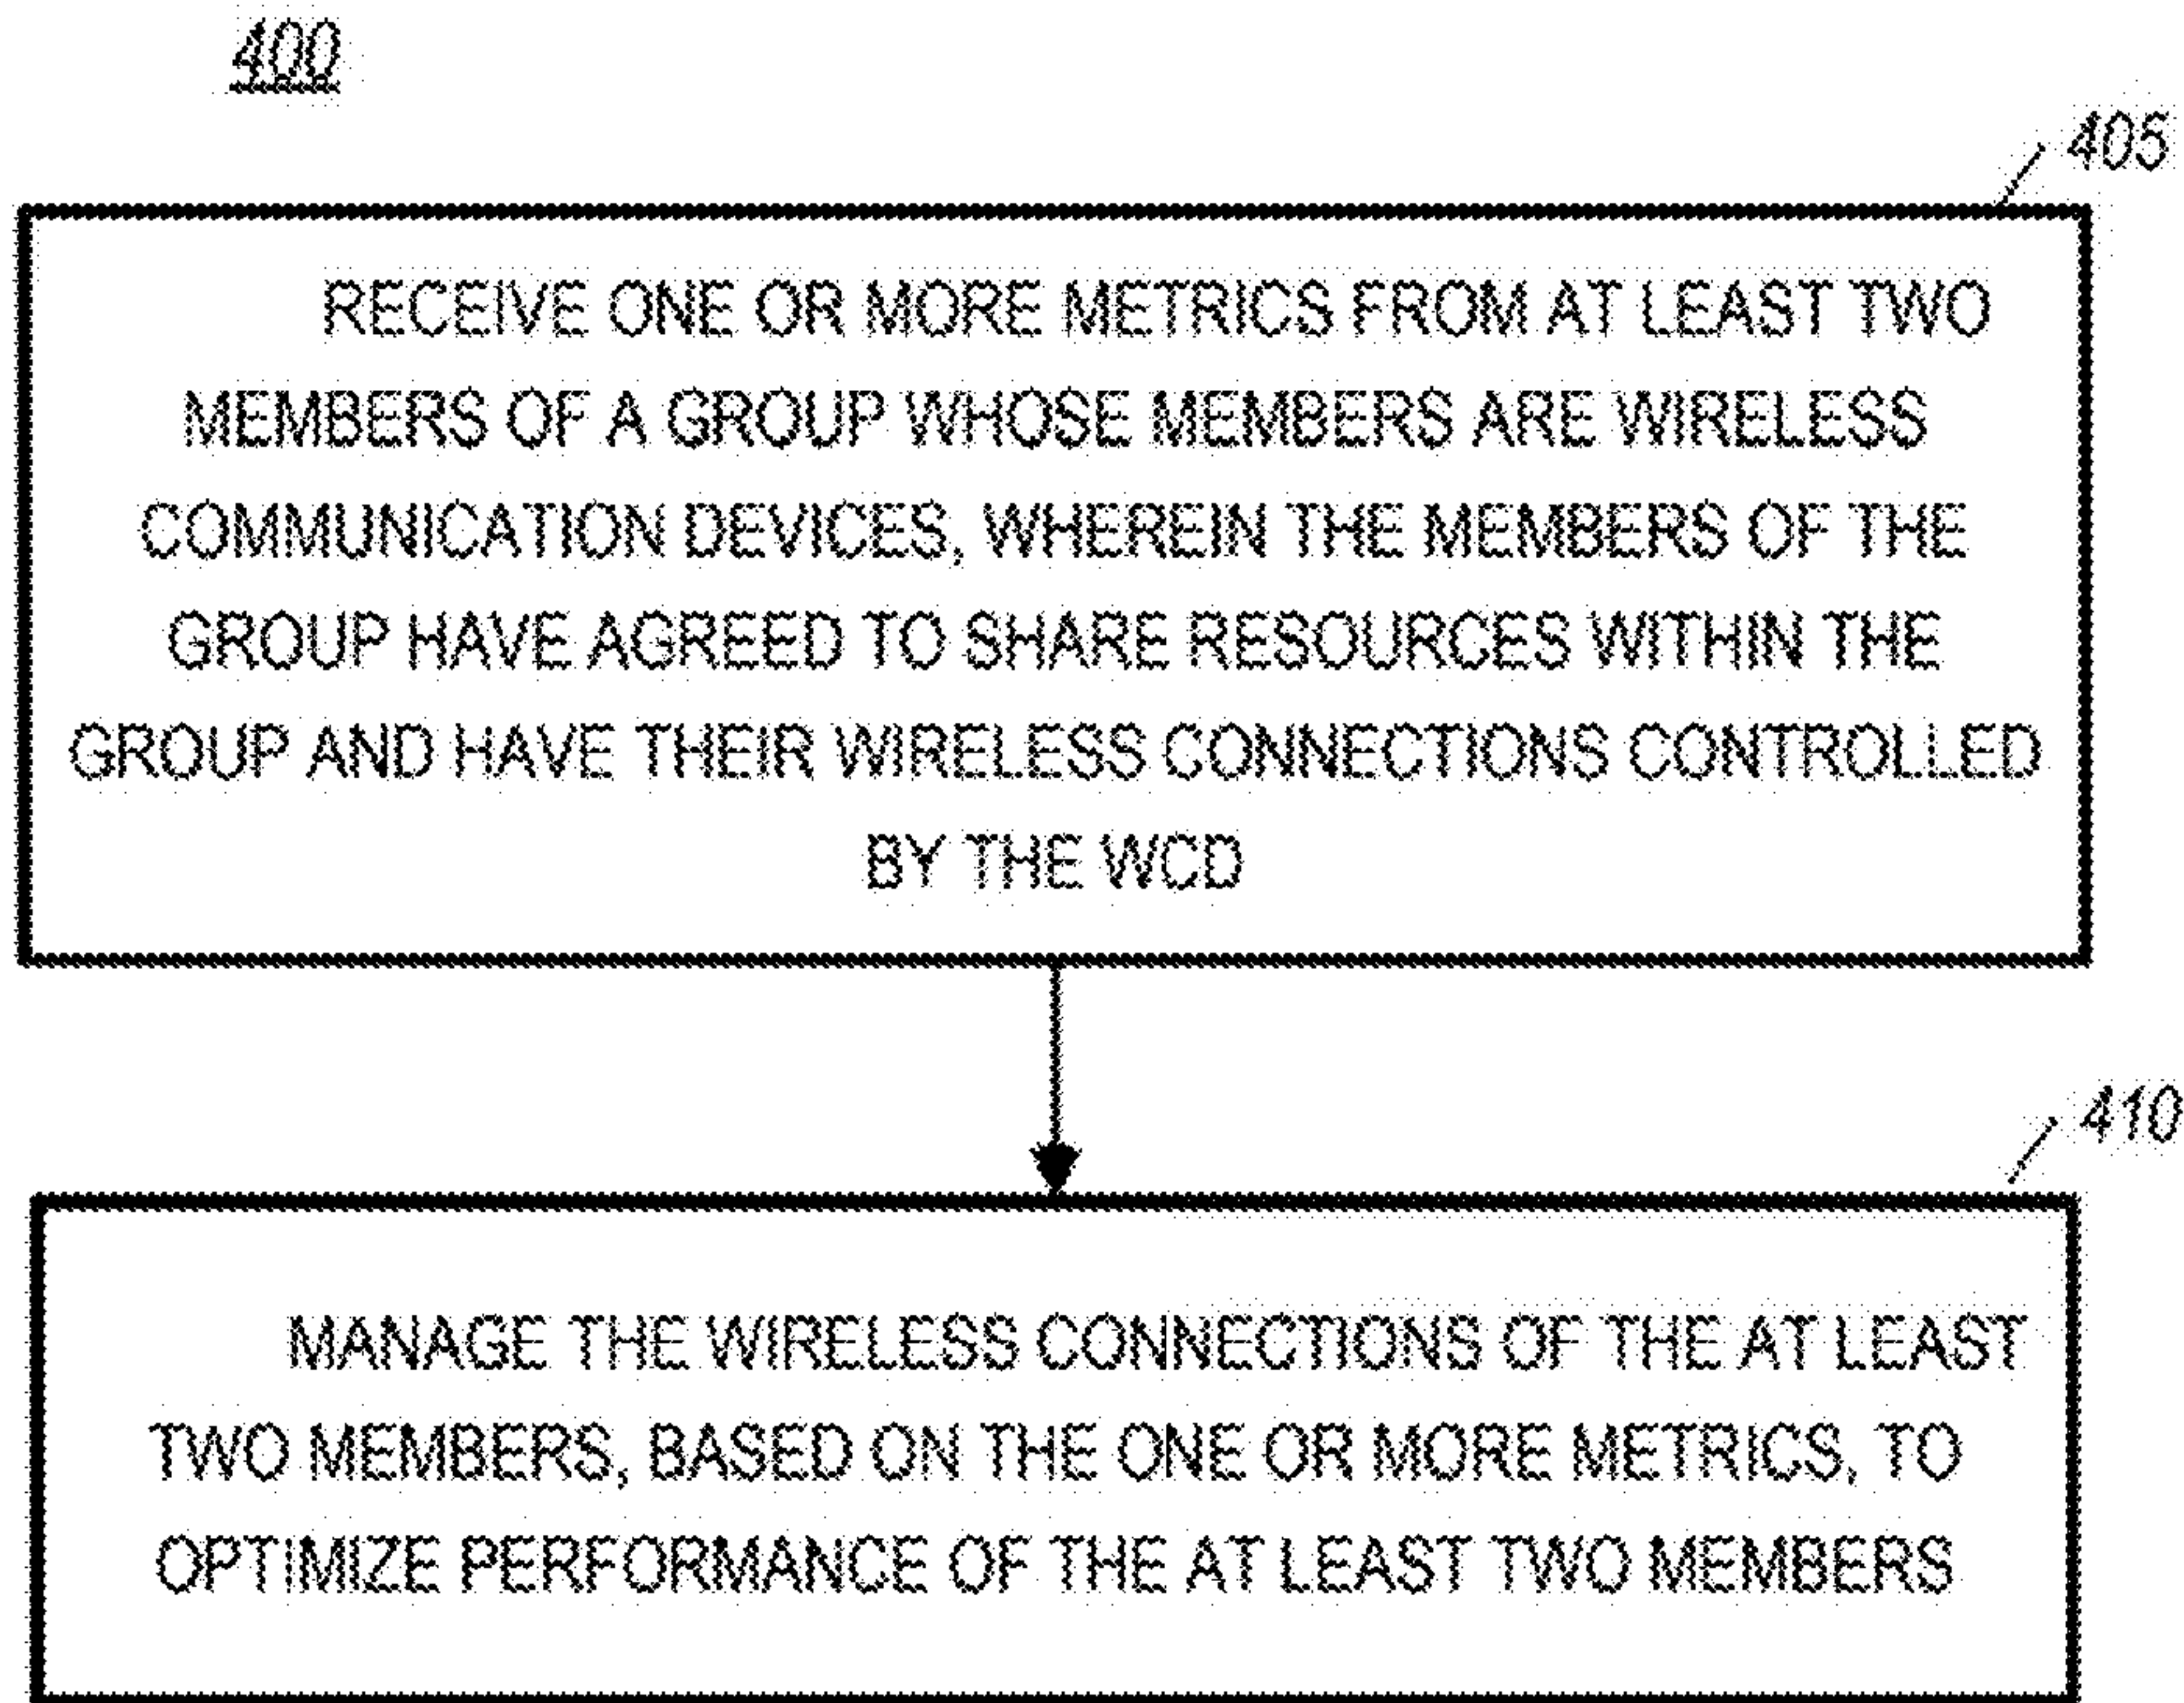 400
405
RECEIVE ONE OR MORE METRICS FROM AT LEAST TWO
MEMBERS OF A GROUP WHOSE MEMBERS ARE WIRELESS
COMMUNICATION DEVICES, WHEREIN THE MEMBERS OF THE
GROUP HAVE AGREED TO SHARE RESOURCES WITHIN THE
GROUP AND HAVE THEIR WIRELESS CONNECTIONS CONTROLLED
BY THE WCD
410
MANAGE THE WIRELESS CONNECTIONS OF THE AT LEAST
TWO MEMBERS, BASED ON THE ONE OR MORE METRICS, TO
OPTIMIZE PERFORMANCE OF THE AT LEAST TWO MEMBERS